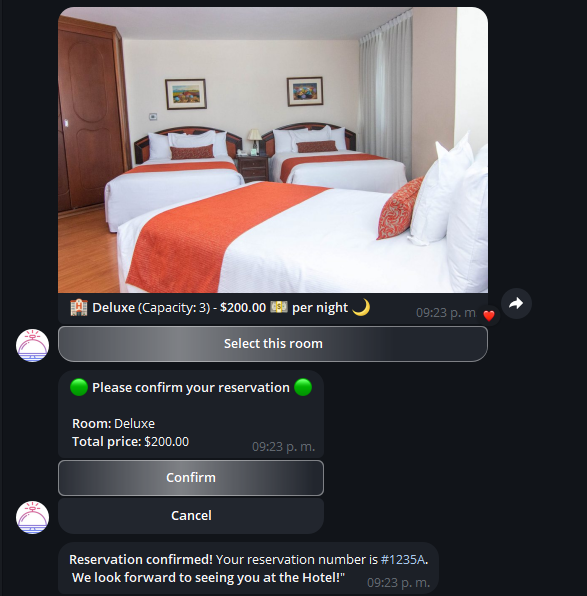 🏨 Deluxe (Capacity: 3) - $200.00 💵 per night 🌙
09:23 p. m
Select this room
🟢 Please confirm your reservation 🟢
Room: Deluxe
Total price: $200.00
09:23 p. m.
Confirm
Cancel
Reservation confirmed! Your reservation number is #1235A.
We look forward to seeing you at the Hotel!"
09:23 p. m.